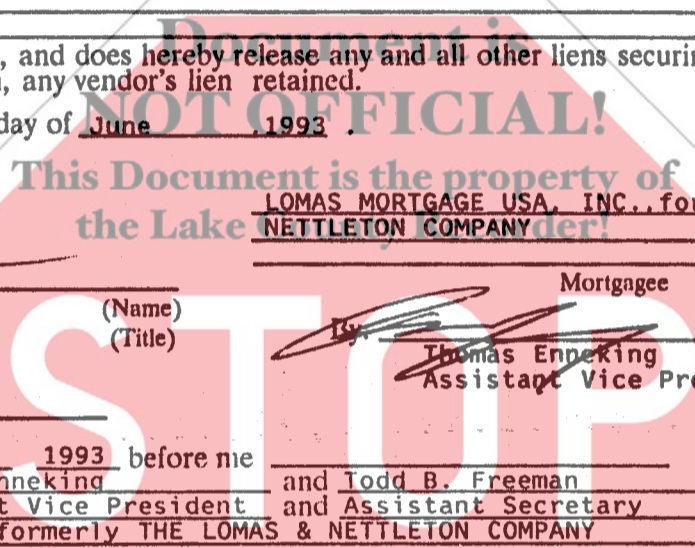 Document is
, and does hereby release any and all other liens securin
, any vendor's lien retained.
NOT OFFICIAL!
day of June ,1993 .
This Document is the property of
the Lake County Recorder!
LOMAS MORTGAGE USA, INC., for
NETTLETON COMPANY
Mortgagee
(Name)
(Title)
By:
Thomas Enneking
Assistant Vice Pre
STOP
1993 before me
nneking and Todd B. Freeman
t Vice President and Assistant Secretary
formerly THE LOMAS & NETTLETON COMPANY